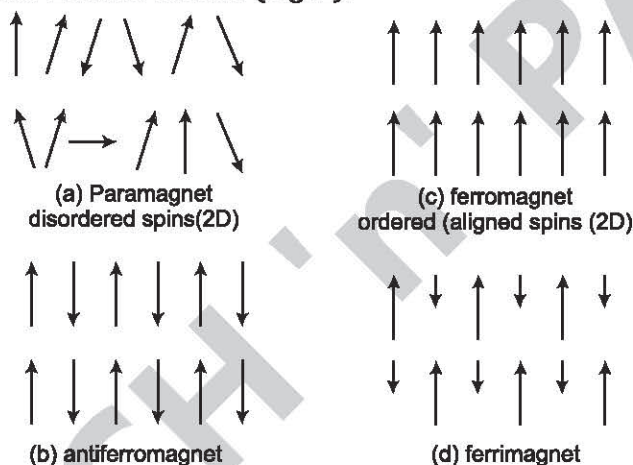 (a) Paramagnet
disordered spins(2D)
(c) ferromagnet
ordered (aligned spins (2D)
(b) antiferromagnet
(d) ferrimagnet